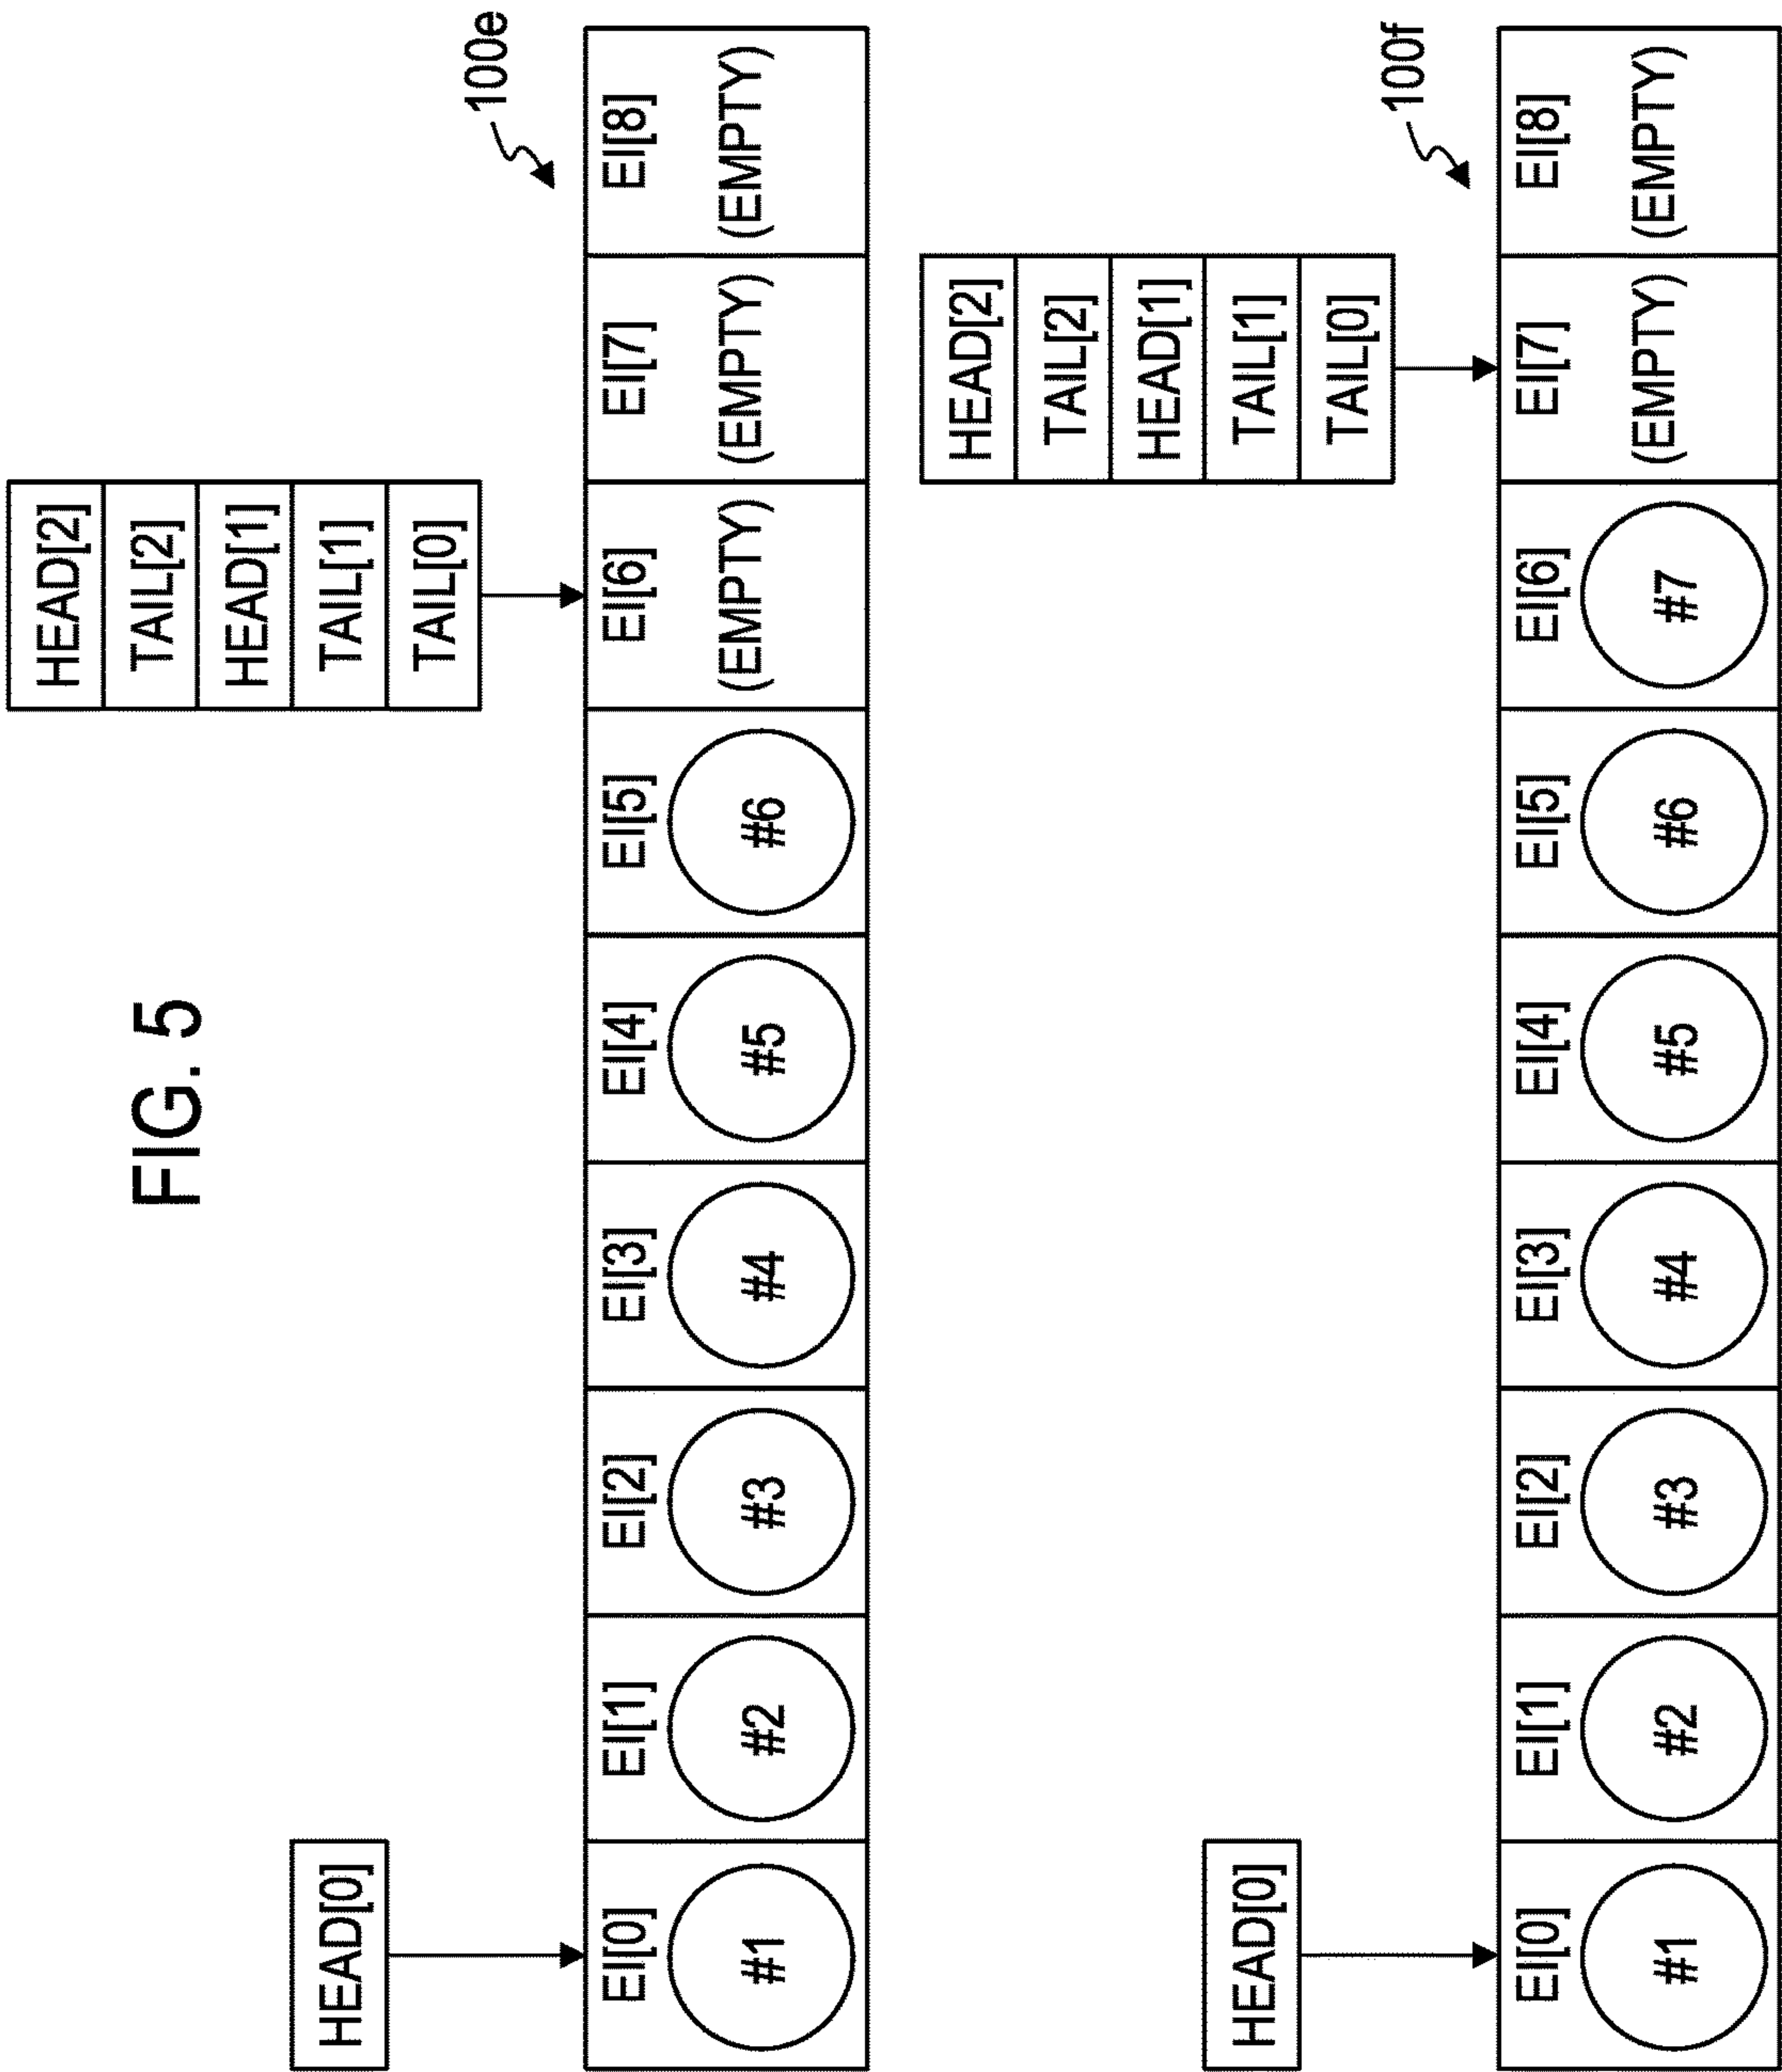 FIG. 5
HEAD[2]
TAIL[2]
HEAD[1]
TAIL[1]
TAIL[0]
HEAD[0]
100e
EI[0] EI[1] EI[2] EI[3] EI[4] EI[5] EI[6] EI[7] EI[8]
#1 #2 #3 #4 #5 #6 (EMPTY) (EMPTY) (EMPTY)
HEAD[2]
TAIL[2]
HEAD[1]
TAIL[1]
TAIL[0]
HEAD[0]
100f
EI[0] EI[1] EI[2] EI[3] EI[4] EI[5] EI[6] EI[7] EI[8]
#1 #2 #3 #4 #5 #6 #7 (EMPTY) (EMPTY)